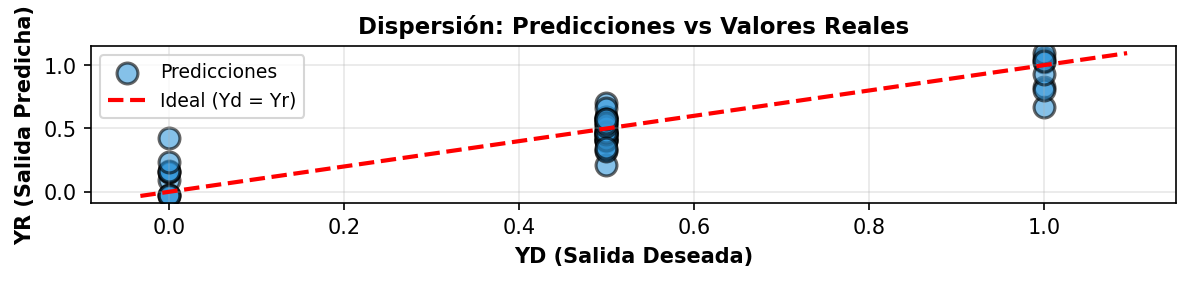 Dispersión: Predicciones vs Valores Reales
YR (Salida Predicha)
1.0
0.5
0.0
Predicciones
Ideal (Yd = Yr)
0.0 0.2 0.4 0.6 0.8 1.0
YD (Salida Deseada)